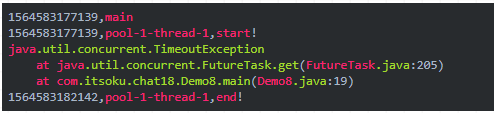 1564583177139,main
1564583177139,pool-1-thread-1,start!
java.util.concurrent.TimeoutException
at java.util.concurrent.FutureTask.get(FutureTask.java:205)
at com.itsoku.chat18.Demo8.main(Demo8.java:19)
1564583182142,pool-1-thread-1,end!